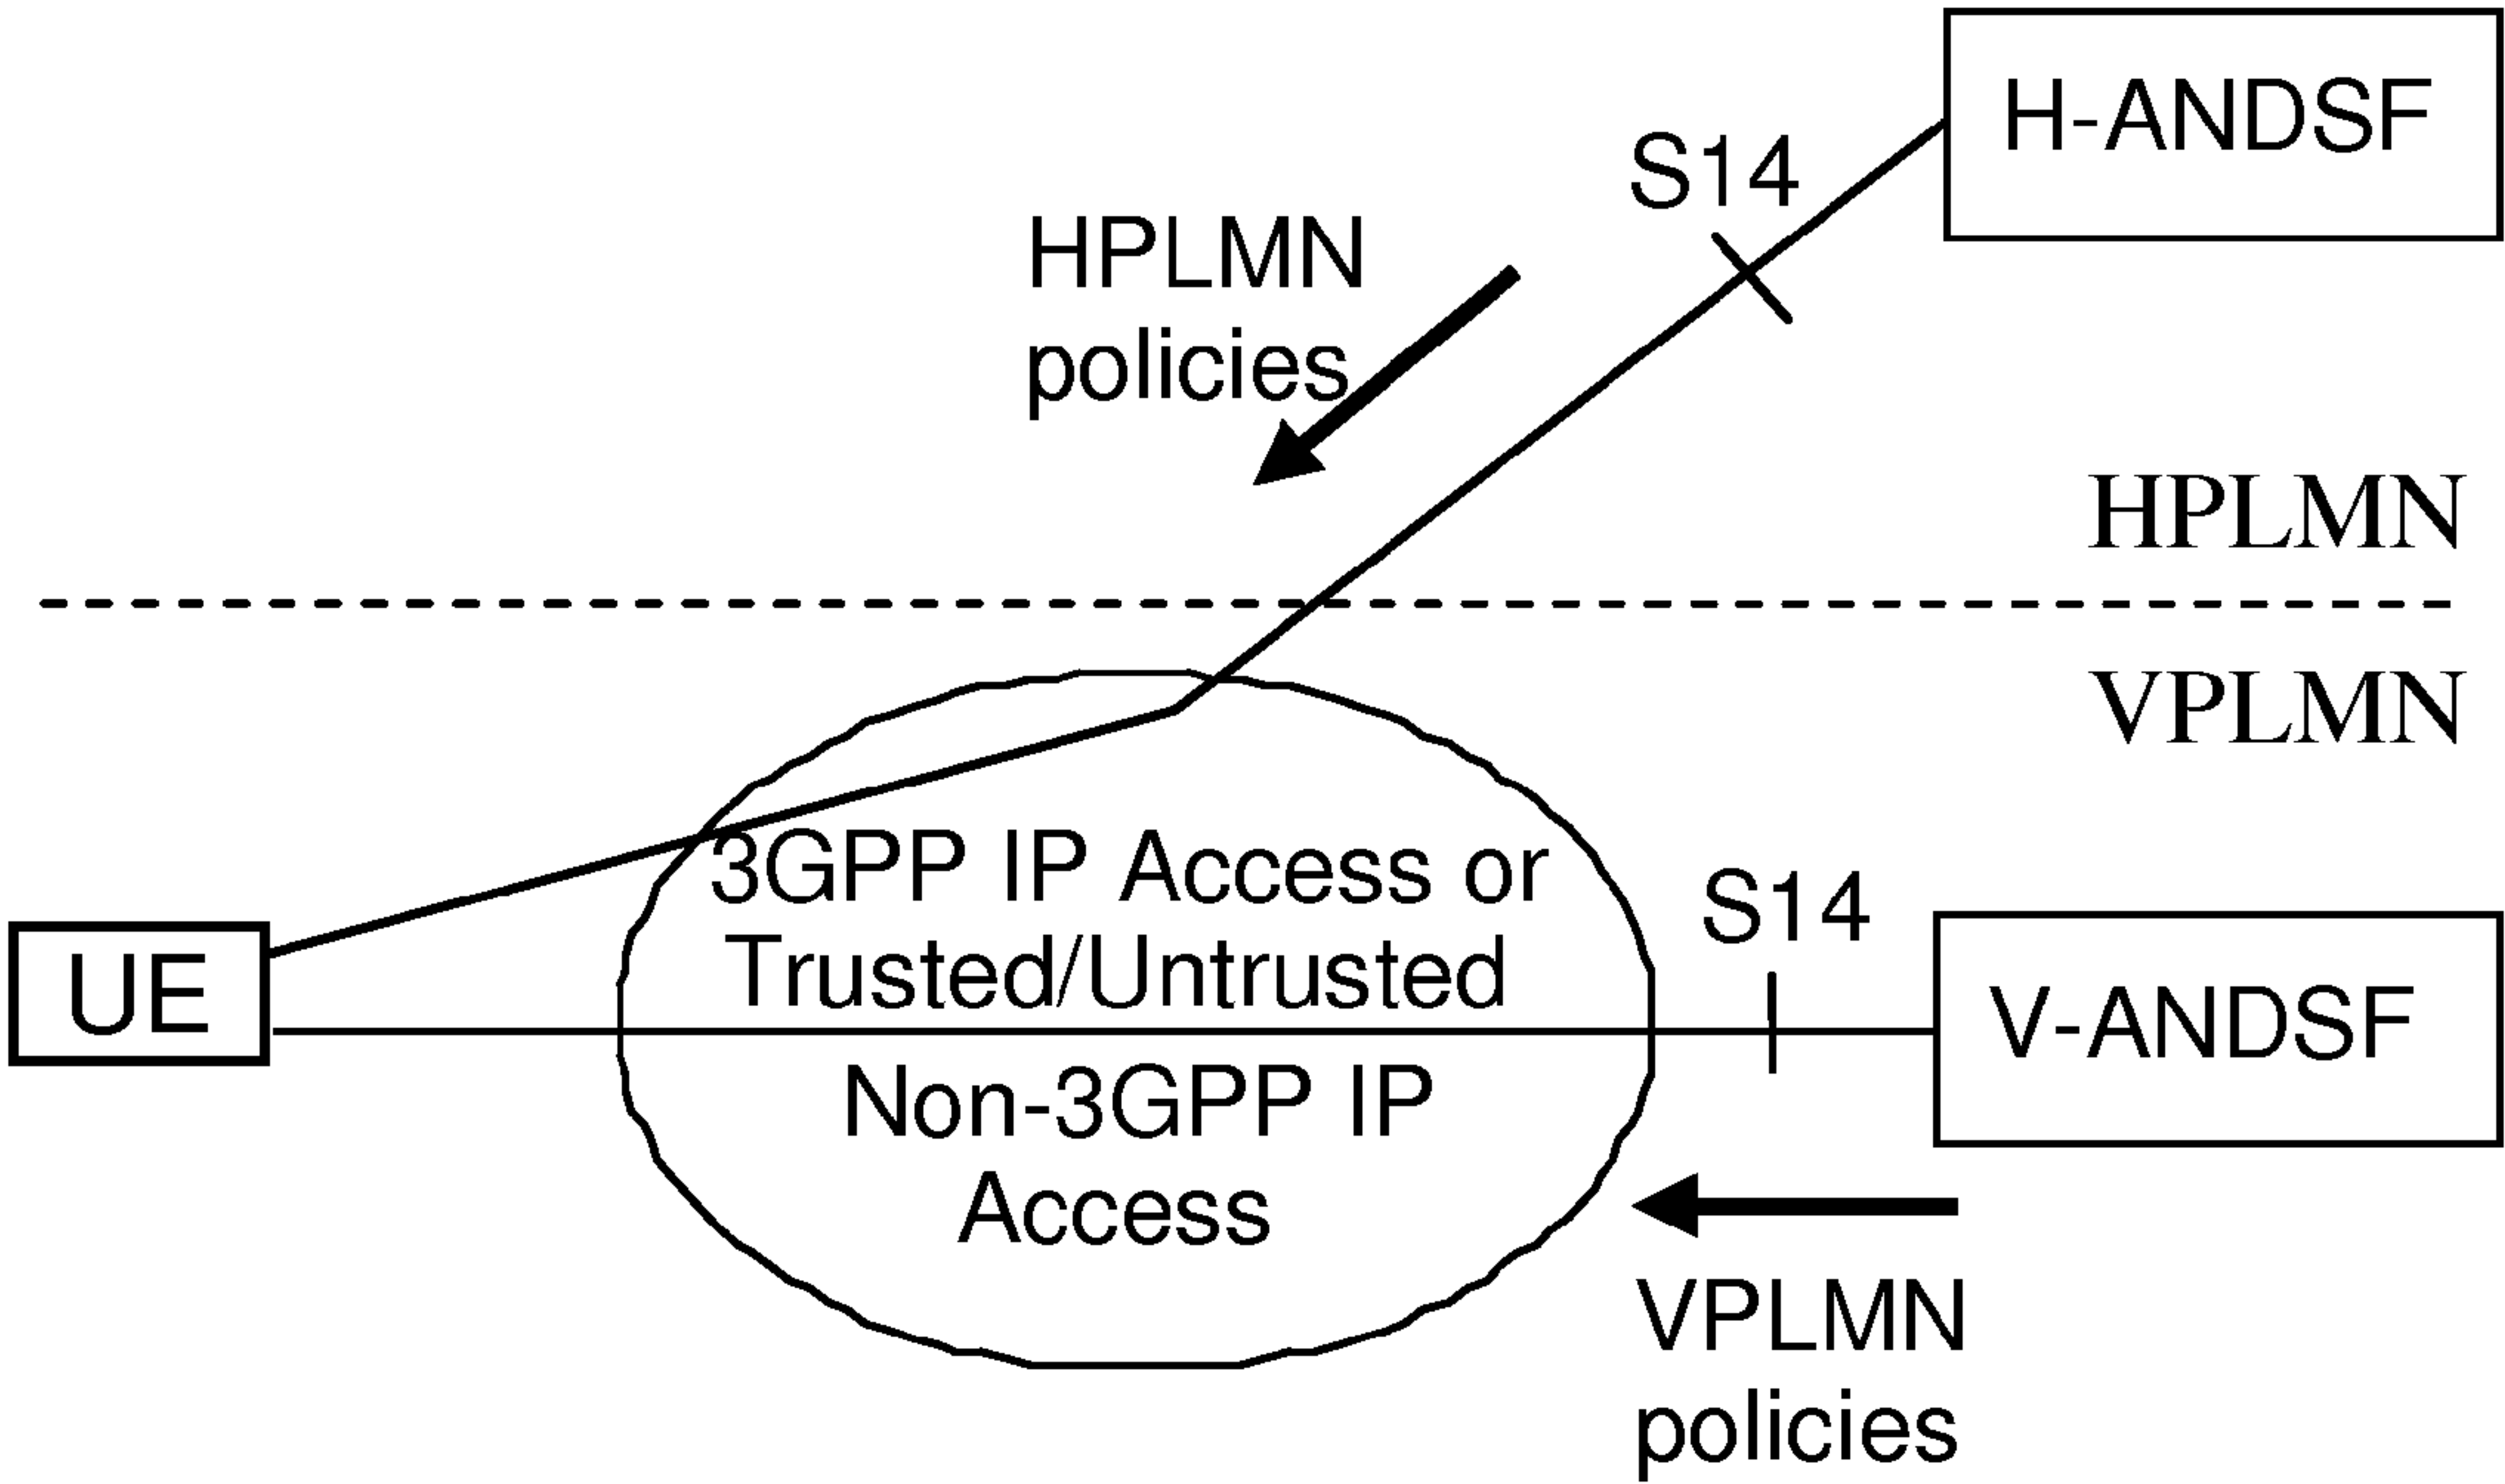 H-ANDSF
S14
HPLMN
policies
HPLMN
VPLMN
3GPP IP Access or
Trusted/Untrusted
Non-3GPP IP
Access
UE
S14
V-ANDSF
VPLMN
policies